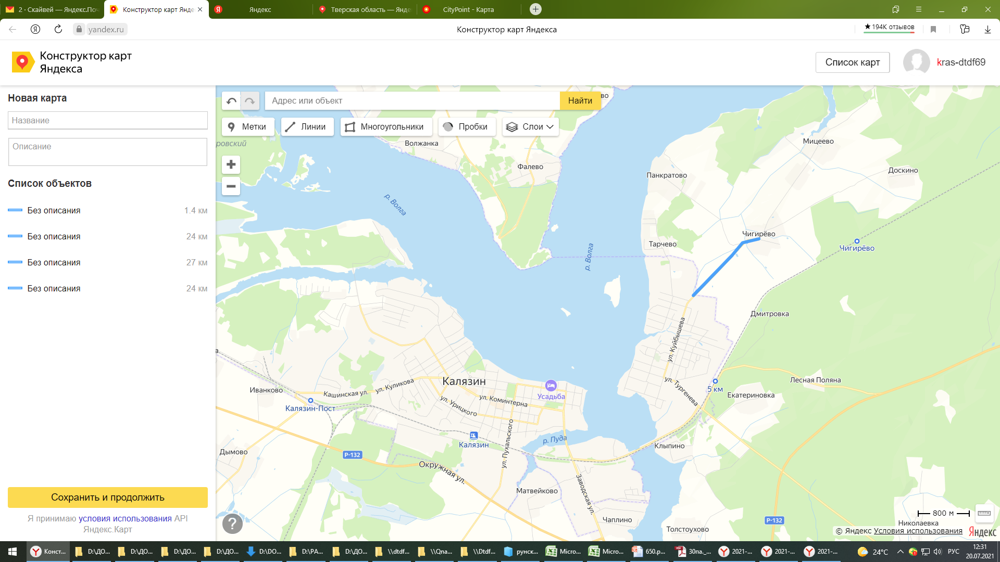 2 · Скайвей — Яндекс.Поч
Конструктор карт Янде
Яндекс
Тверская область — Янде
CityPoint - Карта
yandex.ru
Конструктор карт Яндекса
★ 194К отзывов
Конструктор карт
Яндекса
Список карт
kras-dtdf69
Новая карта
Название
Описание
Список объектов
Без описания 1.4 км
Без описания 24 км
Без описания 27 км
Без описания 24 км
Сохранить и продолжить
Я принимаю условия использования API
Яндекс.Карт
Адрес или объект
Найти
во
Метки
Линии
Многоугольники
Пробки
Слои
ровский
Волжанка
Мицеево
Фалево
Доскино
Панкратово
р. Волга
Чигирёво
Тарчево
Чигирёво
р. Волга
Дмитровка
ул. Куйбышева
а
Калязин
ул. Тургенева
Лесная Поляна
Иванково
Кашинская ул.
ул. Куликова
5 км
Усадьба
Екатериновка
ул. Коминтерна
Калязин-Пост
ул. Урицкого
р. Пуда
Калязин
ул. Пухальского
Клыпино
Дымово
Р-132
Окружная ул.
Матвейково
Заводская ул.
Чаплино
Р-132
800 м
Николаевка
Толстоухово
© Яндекс Условия использования
Яндекс
?
Конст...
D:\ДО...
D:\ДО...
D:\ДО...
D:\ДО...
D:\DO...
D:\РА...
D:\ДО...
\\dtdf...
\\Qna...
\\Dtdf...
рунск...
Micro...
Micro...
650.p...
30па._...
2021-...
2021-...
2021-...
24°C
РУС
12:31
20.07.2021